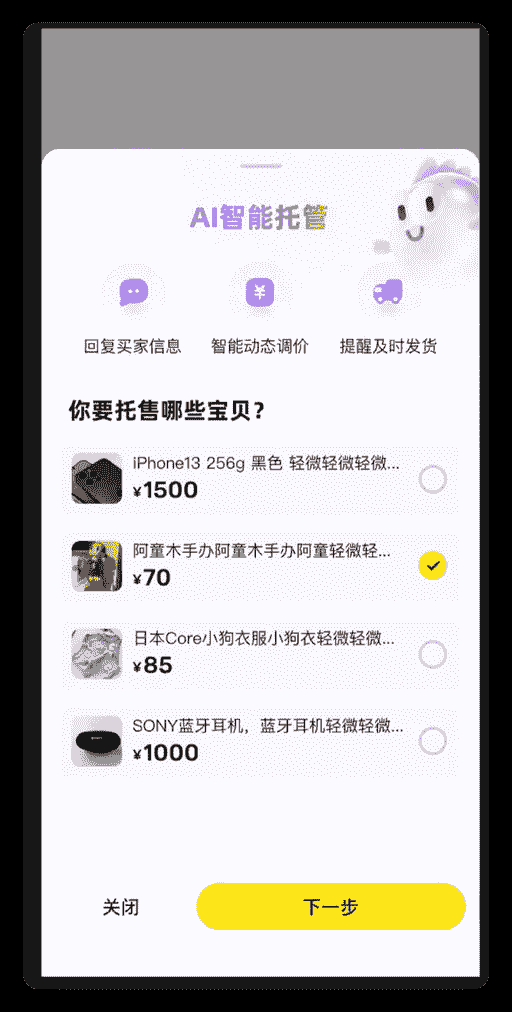 AI智能托管
回复买家信息 智能动态调价 提醒及时发货
你要托售哪些宝贝？
iPhone13 256g 黑色 轻微轻微轻微...
¥1500
阿童木手办阿童木手办阿童轻微轻...
¥70
日本Core小狗衣服小狗衣轻微轻微...
¥85
SONY蓝牙耳机，蓝牙耳机轻微轻微...
¥1000
关闭 下一步